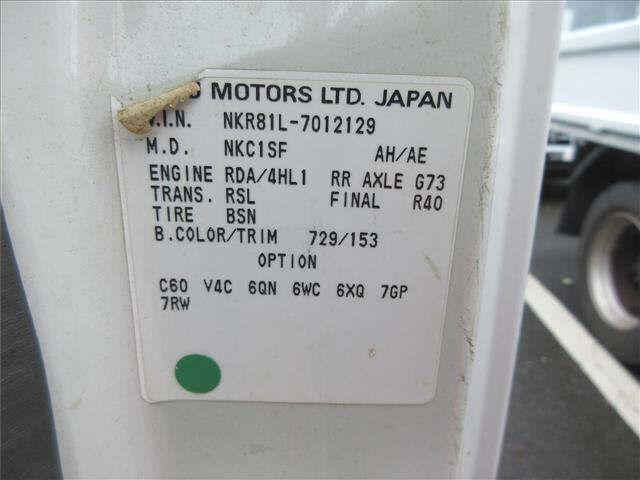 MOTORS LTD. JAPAN
V.I.N. NKR81L-7012129
M.D. NKC1SF AH/AE
ENGINE RDA/4HL1 RR AXLE G73
TRANS. RSL FINAL R40
TIRE BSN
B.COLOR/TRIM 729/153
OPTION
C60 V4C 6QN 6WC 6XQ 7GP
7RW